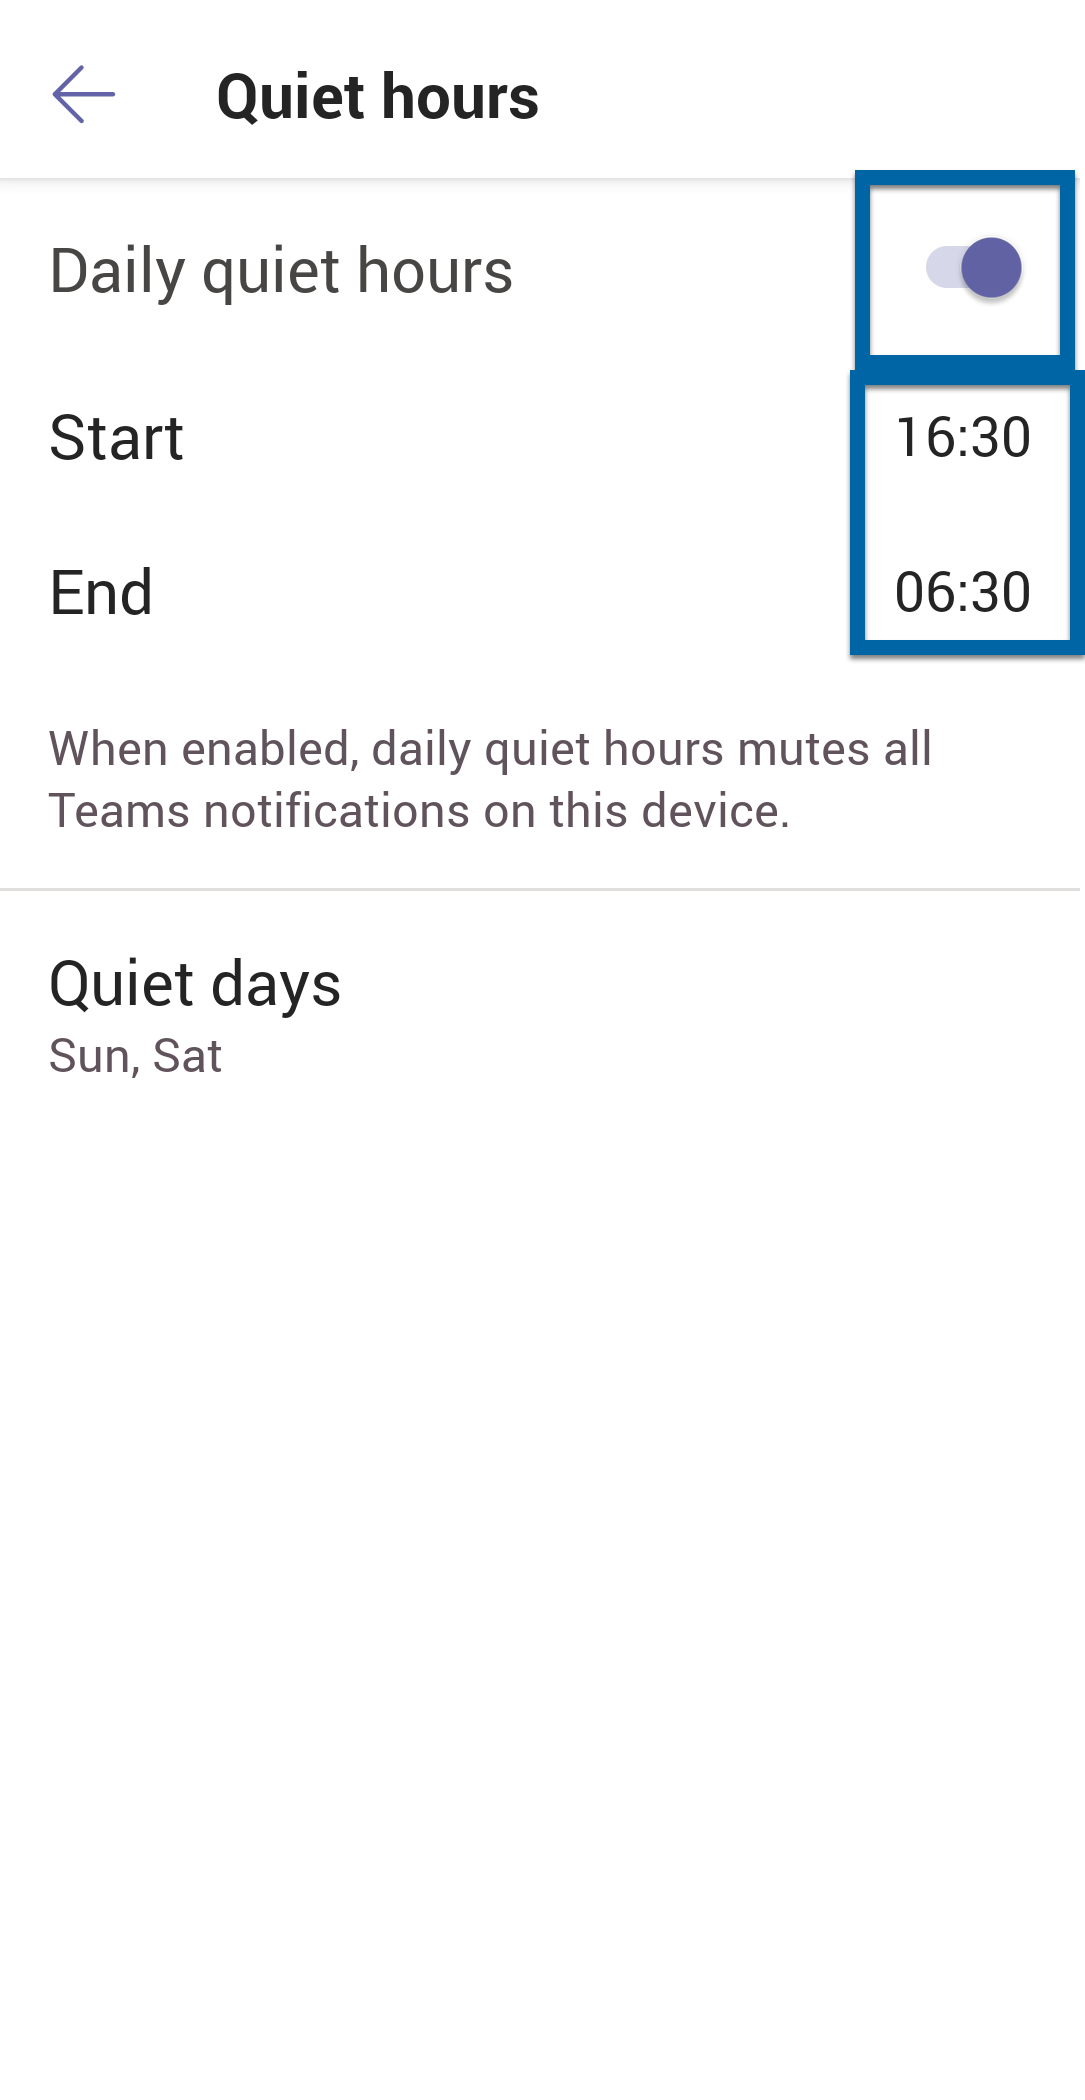 Quiet hours
Daily quiet hours
Start 16:30
End 06:30
When enabled, daily quiet hours mutes all
Teams notifications on this device.
Quiet days
Sun, Sat